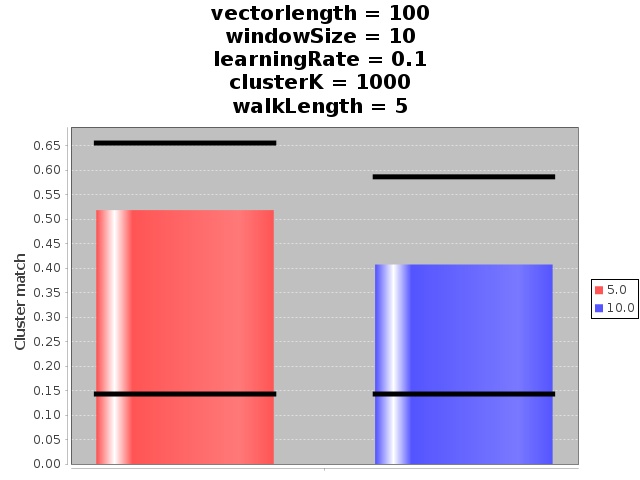 vectorlength = 100
windowSize = 10
learningRate = 0.1
clusterK = 1000
walkLength = 5
Cluster match
0.65
0.60
0.55
0.50
0.45
0.40
0.35
0.30
0.25
0.20
0.15
0.10
0.05
0.00
5.0
10.0